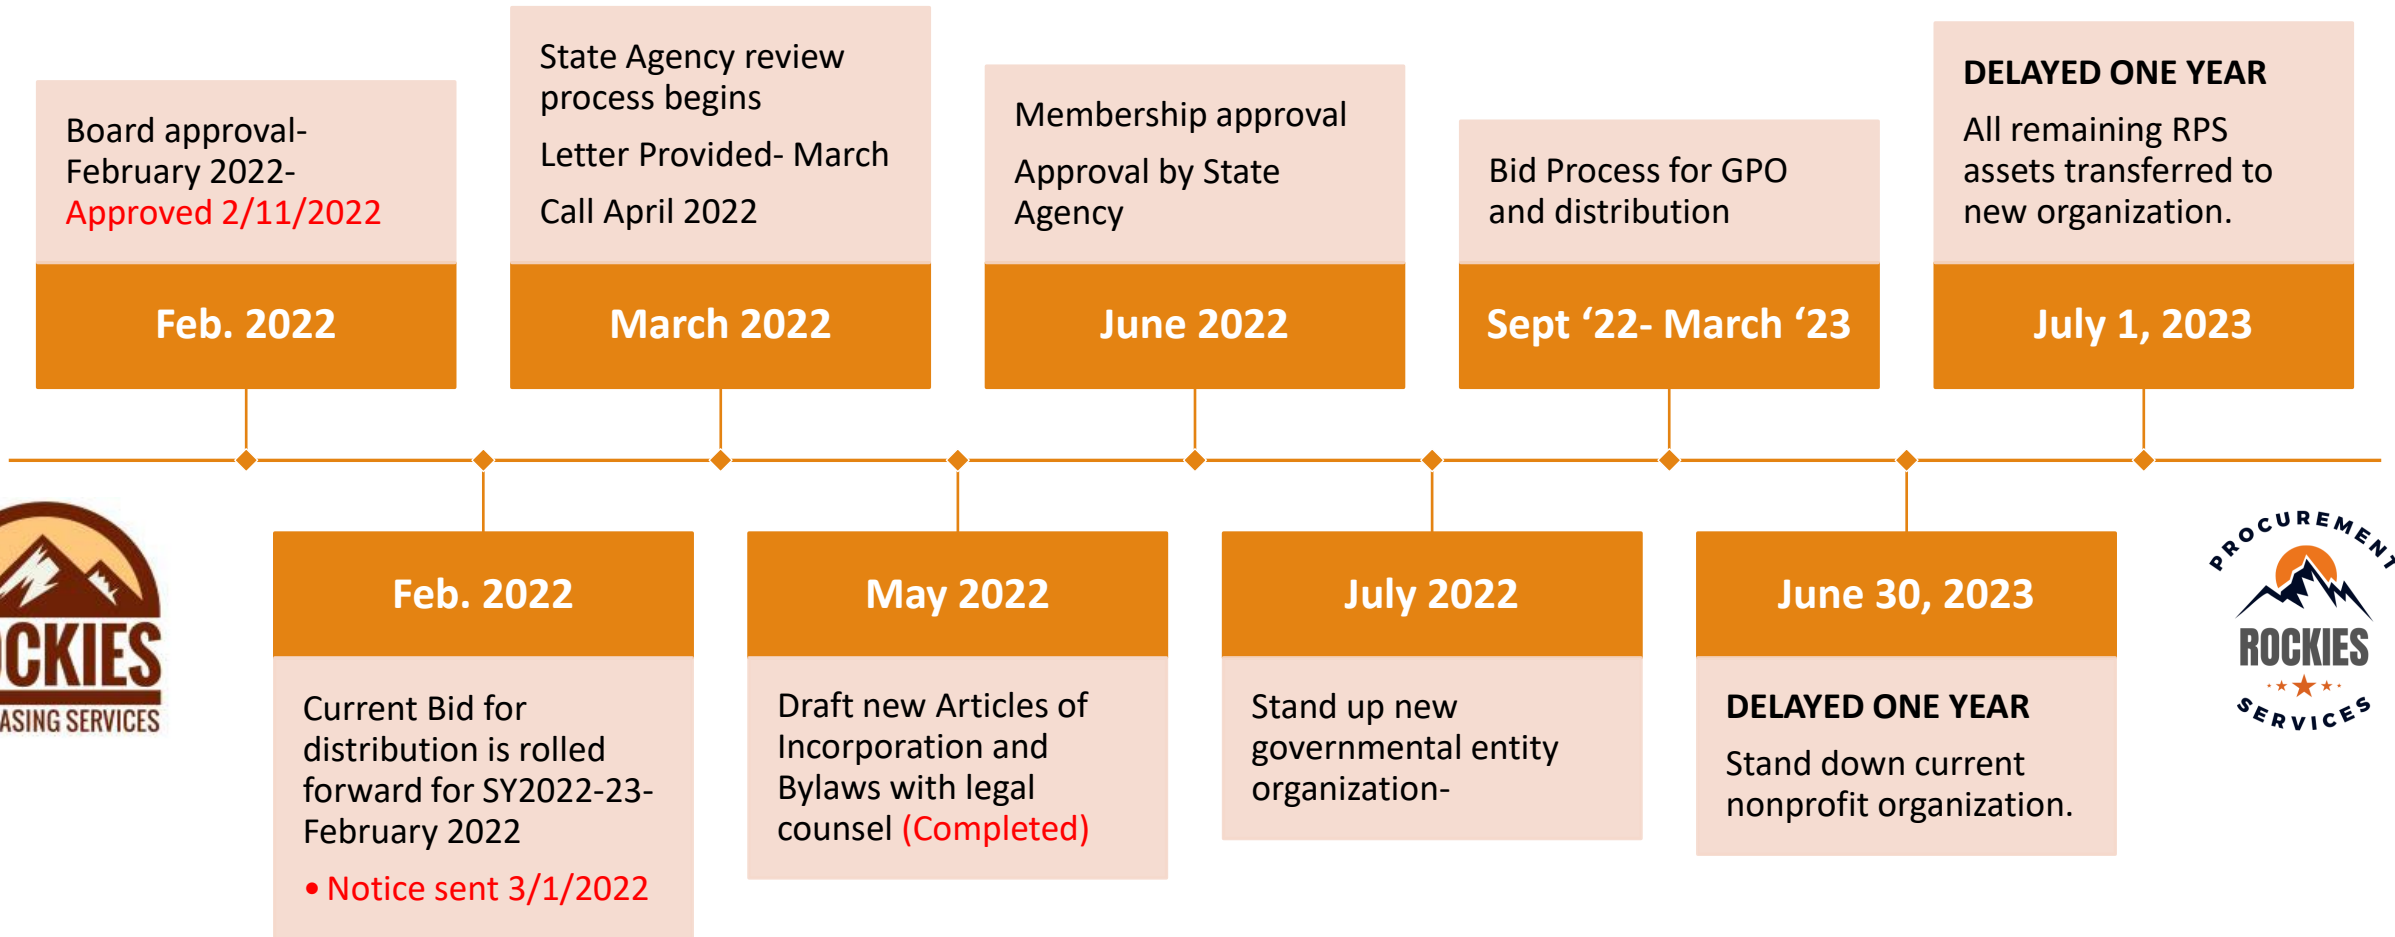 Board approval-
February 2022-
Approved 2/11/2022
Feb. 2022
Current Bid for
distribution is rolled
forward for SY2022-23-
February 2022
• Notice sent 3/1/2022
Feb. 2022
State Agency review
process begins
Letter Provided- March
Call April 2022
March 2022
May 2022
Draft new Articles of
Incorporation and
Bylaws with legal
counsel (Completed)
Membership approval
Approval by State
Agency
June 2022
July 2022
Stand up new
governmental entity
organization-
Bid Process for GPO
and distribution
Sept ‘22- March ‘23
June 30, 2023
DELAYED ONE YEAR
Stand down current
nonprofit organization.
DELAYED ONE YEAR
All remaining RPS
assets transferred to
new organization.
July 1, 2023
OCKIES
ASING SERVICES
PROCUREMENT
ROCKIES
SERVICES